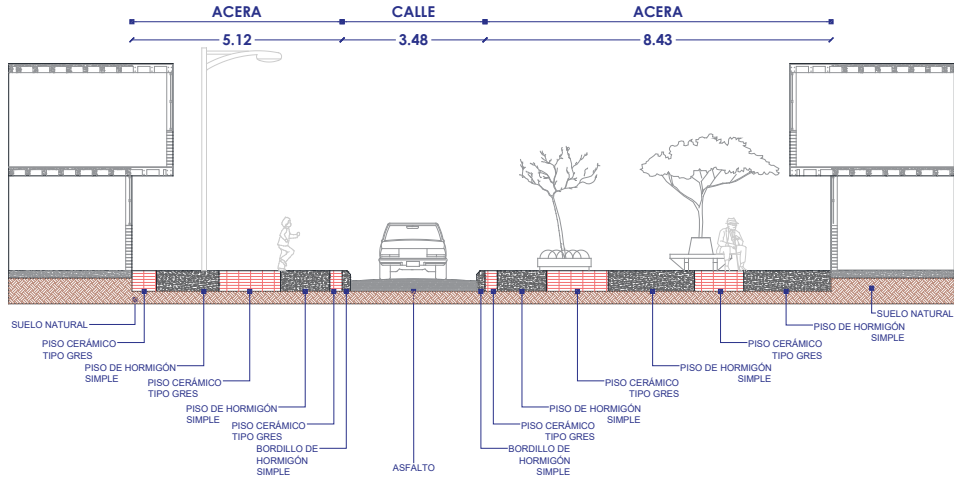 ACERA CALLE ACERA
5.12 3.48 8.43
SUELO NATURAL
PISO CERÁMICO
TIPO GRES
PISO DE HORMIGÓN
SIMPLE
PISO CERÁMICO
TIPO GRES
PISO DE HORMIGÓN
SIMPLE
PISO CERÁMICO
TIPO GRES
BORDILLO DE
HORMIGÓN
SIMPLE
ASFALTO
BORDILLO DE
HORMIGÓN
SIMPLE
PISO CERÁMICO
TIPO GRES
PISO DE HORMIGÓN
SIMPLE
PISO CERÁMICO
TIPO GRES
PISO DE HORMIGÓN
SIMPLE
PISO CERÁMICO
TIPO GRES
PISO DE HORMIGÓN
SIMPLE
SUELO NATURAL